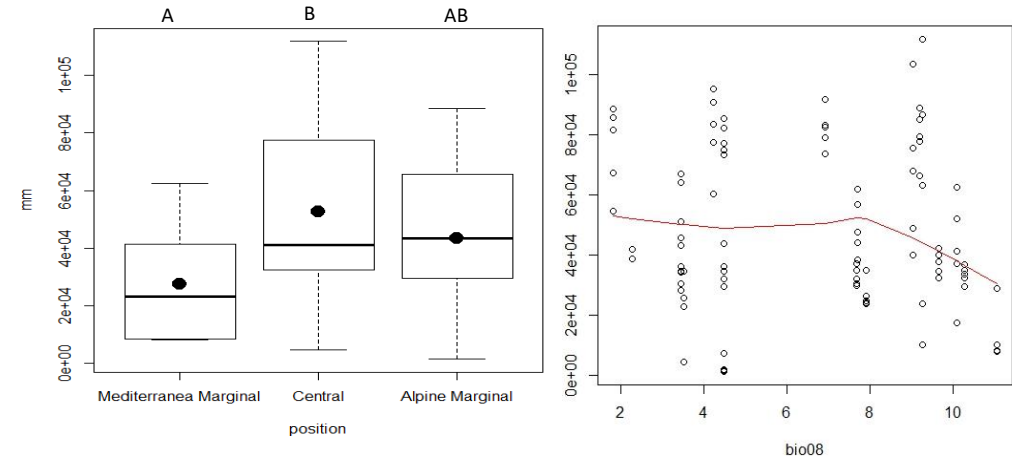 A B AB
mm
1e+05
8e+04
6e+04
4e+04
2e+04
0e+00
Mediterranea Marginal Central Alpine Marginal
position
1e+05
8e+04
6e+04
4e+04
2e+04
0e+00
2 4 6 8 10
bio08